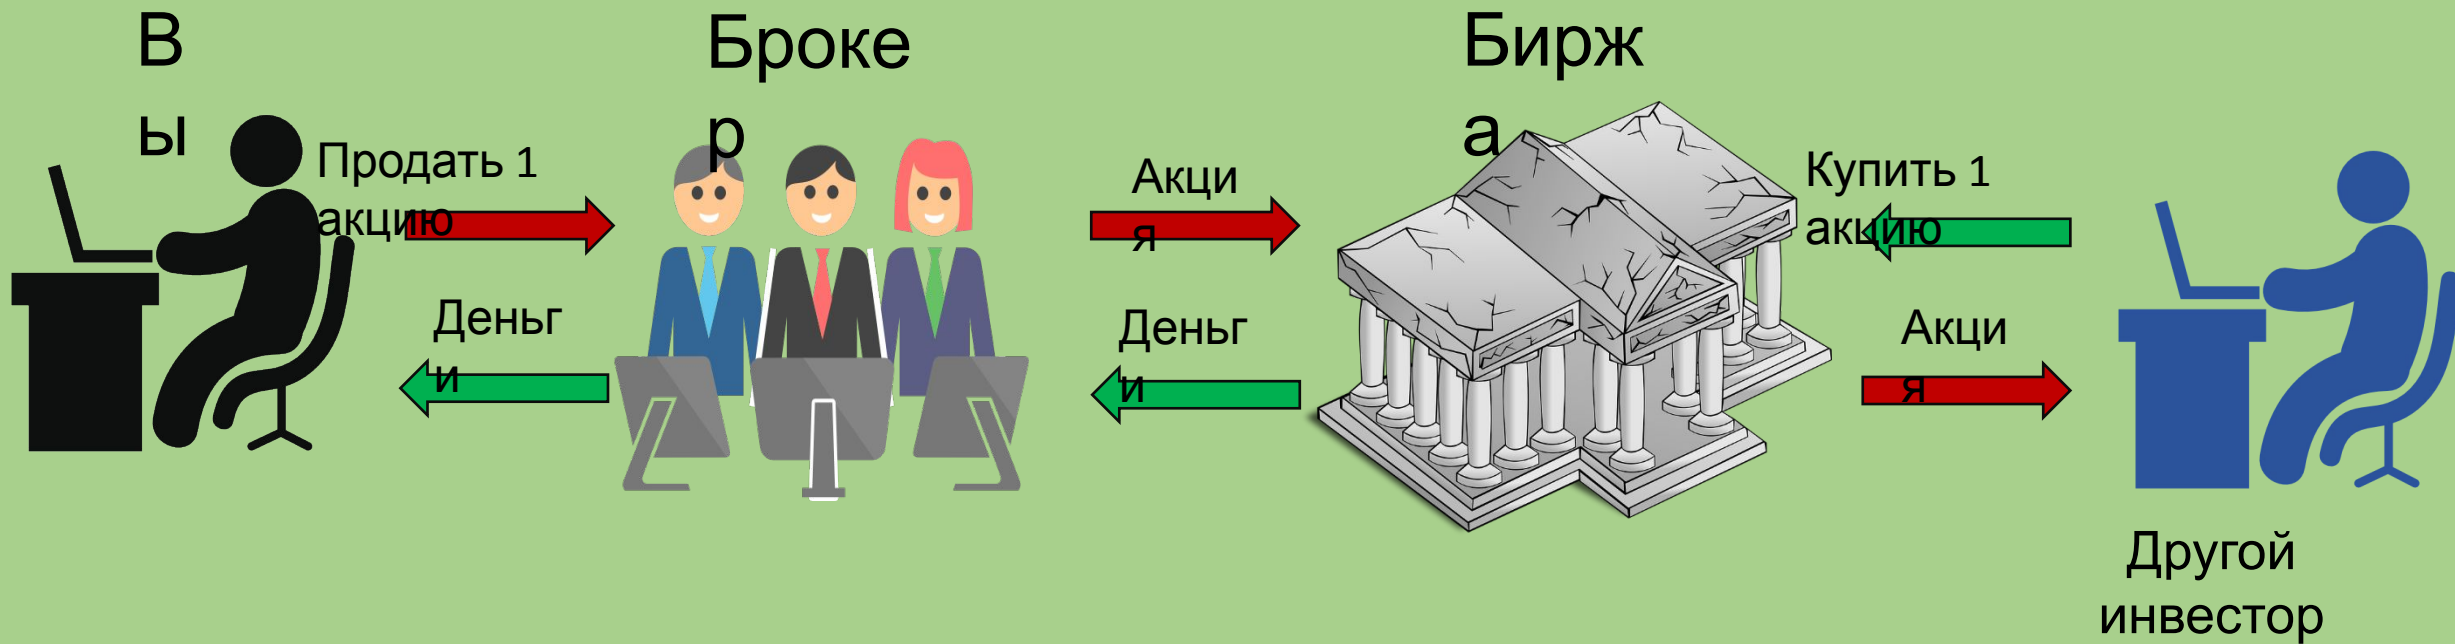 В
ы
Броке
р
Бирж
а
Продать 1
акцию
Деньг
и
Акци
я
Деньг
и
Купить 1
акцию
Акци
я
Другой
инвестор